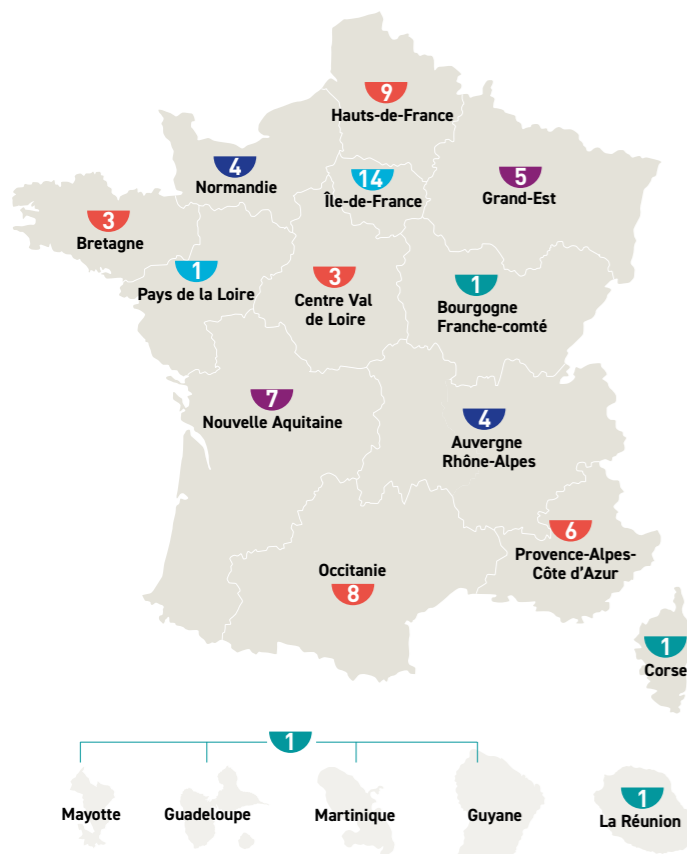 9
Hauts-de-France
4
Normandie
14
Île-de-France
5
Grand-Est
3
Bretagne
1
Pays de la Loire
3
Centre Val
de Loire
1
Bourgogne
Franche-comté
7
Nouvelle Aquitaine
4
Auvergne
Rhône-Alpes
6
Provence-Alpes-
Côte d'Azur
Occitanie
8
1
Corse
1
Mayotte
Guadeloupe
Martinique
Guyane
1
La Réunion